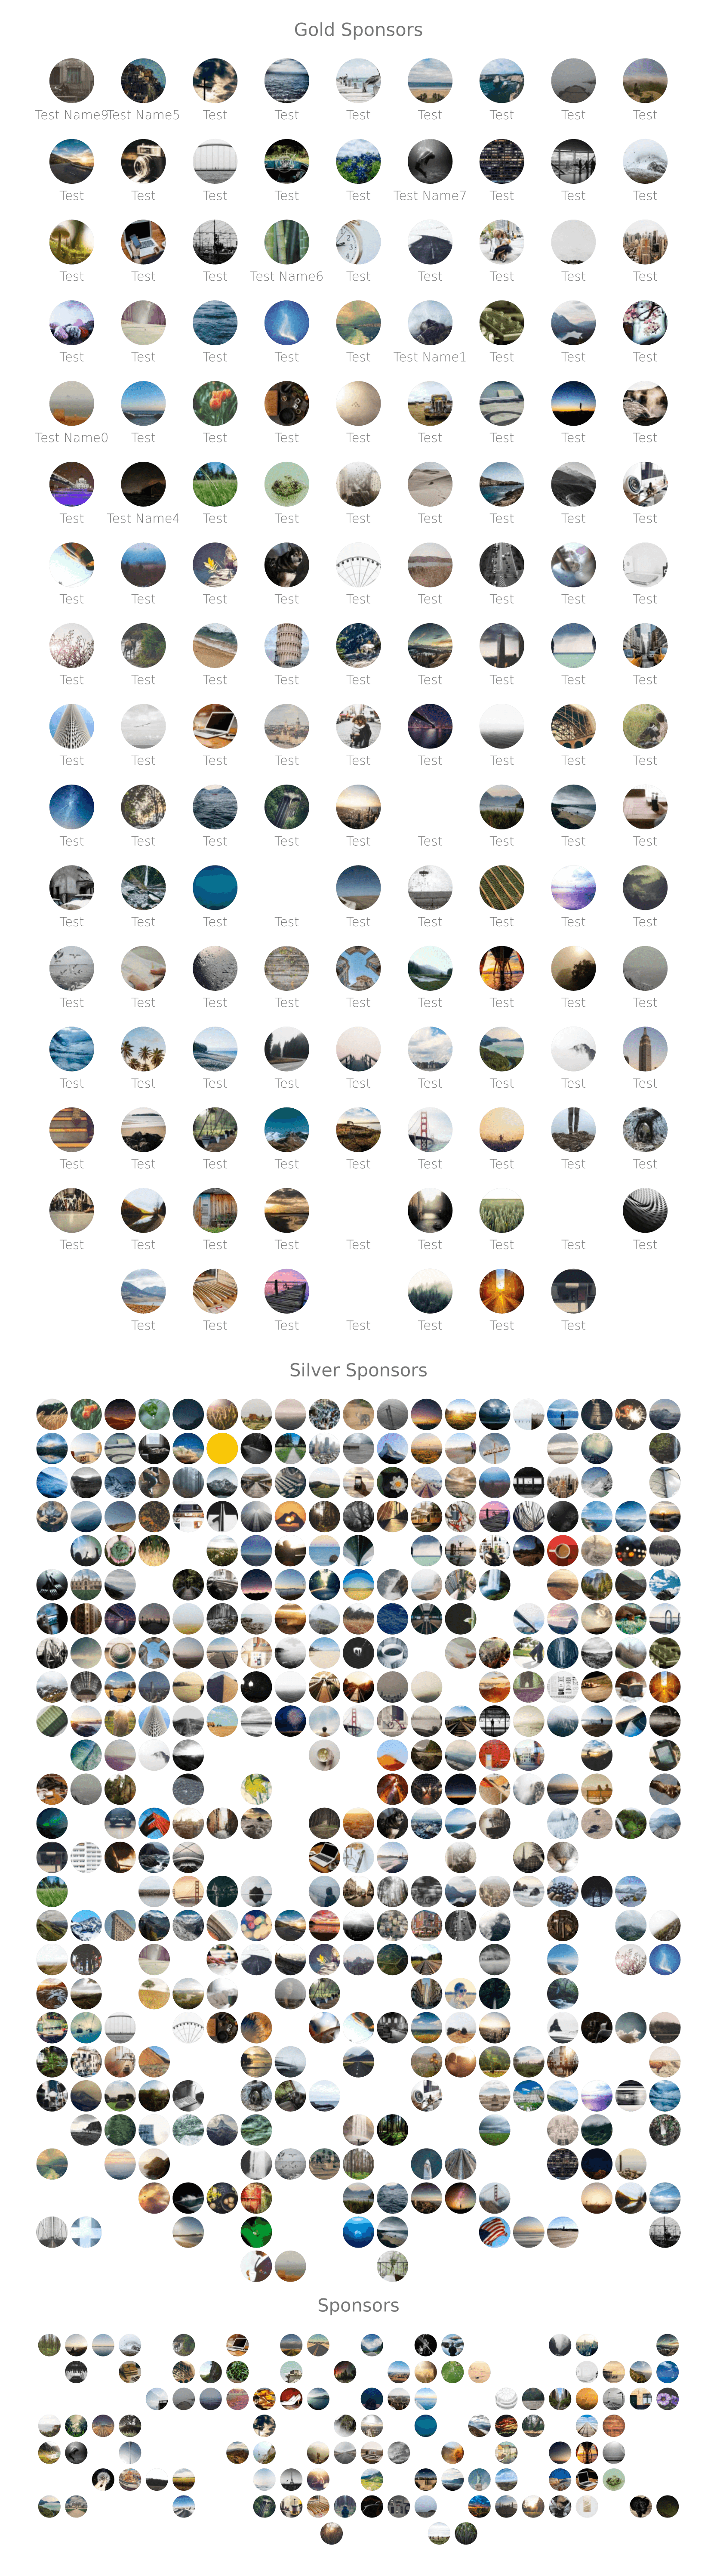 Gold Sponsors
Test Name9 Test Name5 Test Test Test Test Test Test Test
Test Test Test Test Test Test Name7 Test Test Test
Test Test Test Test Name6 Test Test Test Test Test
Test Test Test Test Test Test Name1 Test Test Test
Test Name0 Test Test Test Test Test Test Test Test
Test Test Name4 Test Test Test Test Test Test Test
Test Test Test Test Test Test Test Test Test
Test Test Test Test Test Test Test Test Test
Test Test Test Test Test Test Test Test Test
Test Test Test Test Test Test Test Test Test
Test Test Test Test Test Test Test Test Test
Test Test Test Test Test Test Test Test Test
Test Test Test Test Test Test Test Test Test
Test Test Test Test Test Test Test Test Test
Test Test Test Test Test Test Test Test Test
Test Test Test Test Test Test Test
Silver Sponsors
Sponsors